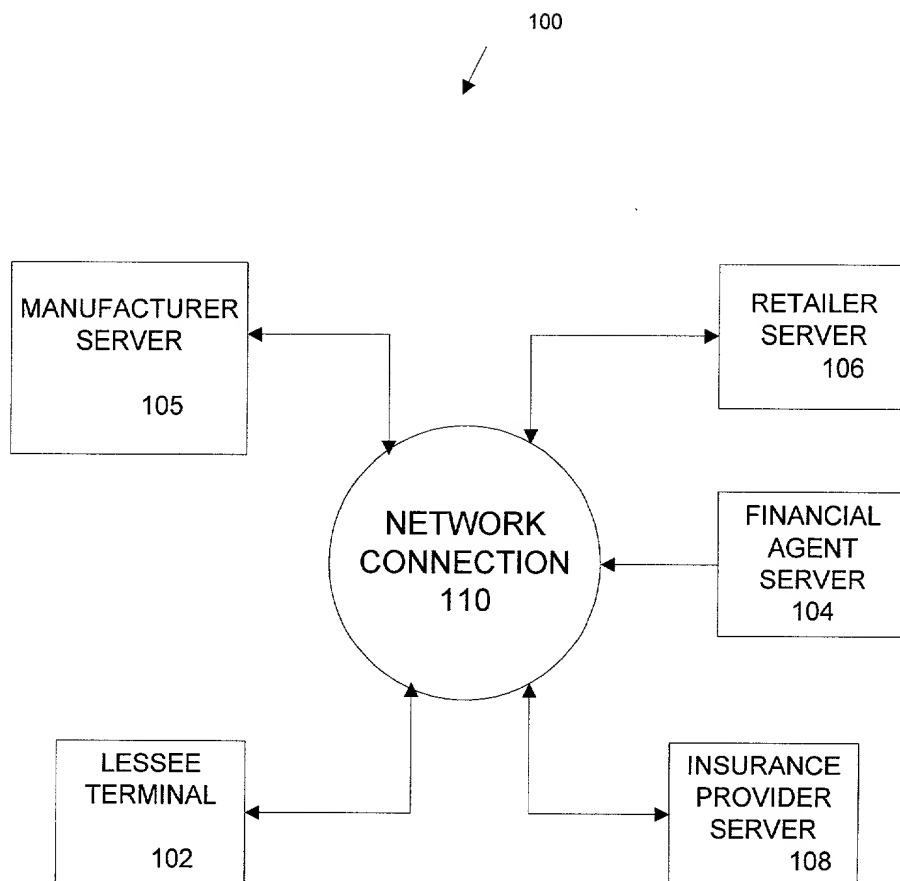 100
MANUFACTURER
SERVER
105
RETAILER
SERVER
106
NETWORK
CONNECTION
110
FINANCIAL
AGENT
SERVER
104
LESSEE
TERMINAL
102
INSURANCE
PROVIDER
SERVER
108